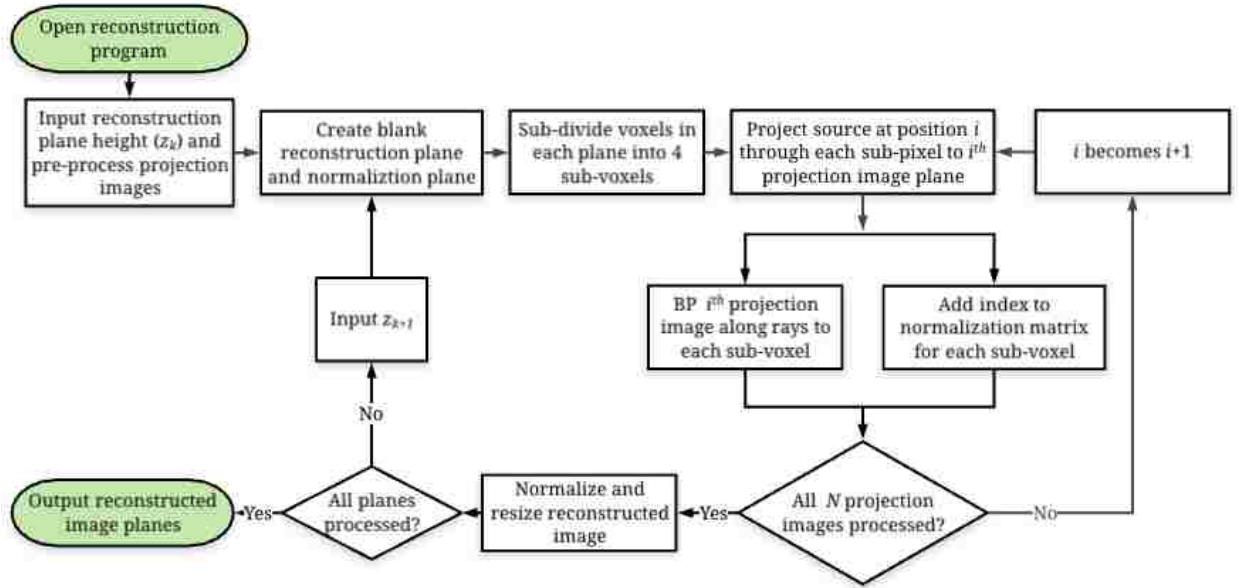 Open reconstruction
program
Input reconstruction
plane height (zₖ) and
pre-process projection
images
Create blank
reconstruction plane
and normaliztion plane
Sub-divide voxels in
each plane into 4
sub-voxels
Project source at position i
through each sub-pixel to iᵗʰ
projection image plane
i becomes i+1
BP iᵗʰ projection
image along rays to
each sub-voxel
Add index to
normalization matrix
for each sub-voxel
Input zₖ₊₁
No
Output reconstructed
image planes
Yes
All planes
processed?
Normalize and
resize reconstructed
image
Yes
All N projection
images processed?
No